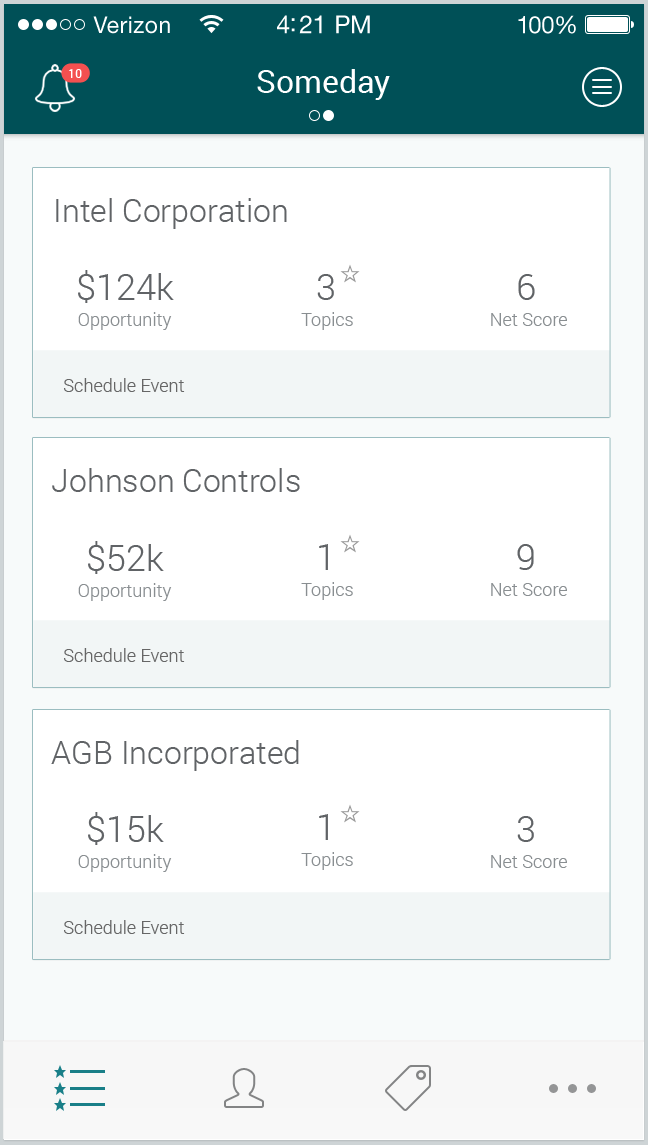 Verizon 4:21 PM 100%
10
Someday
Intel Corporation
$124k 3 6
Opportunity Topics Net Score
Schedule Event
Johnson Controls
$52k 1 9
Opportunity Topics Net Score
Schedule Event
AGB Incorporated
$15k 1 3
Opportunity Topics Net Score
Schedule Event